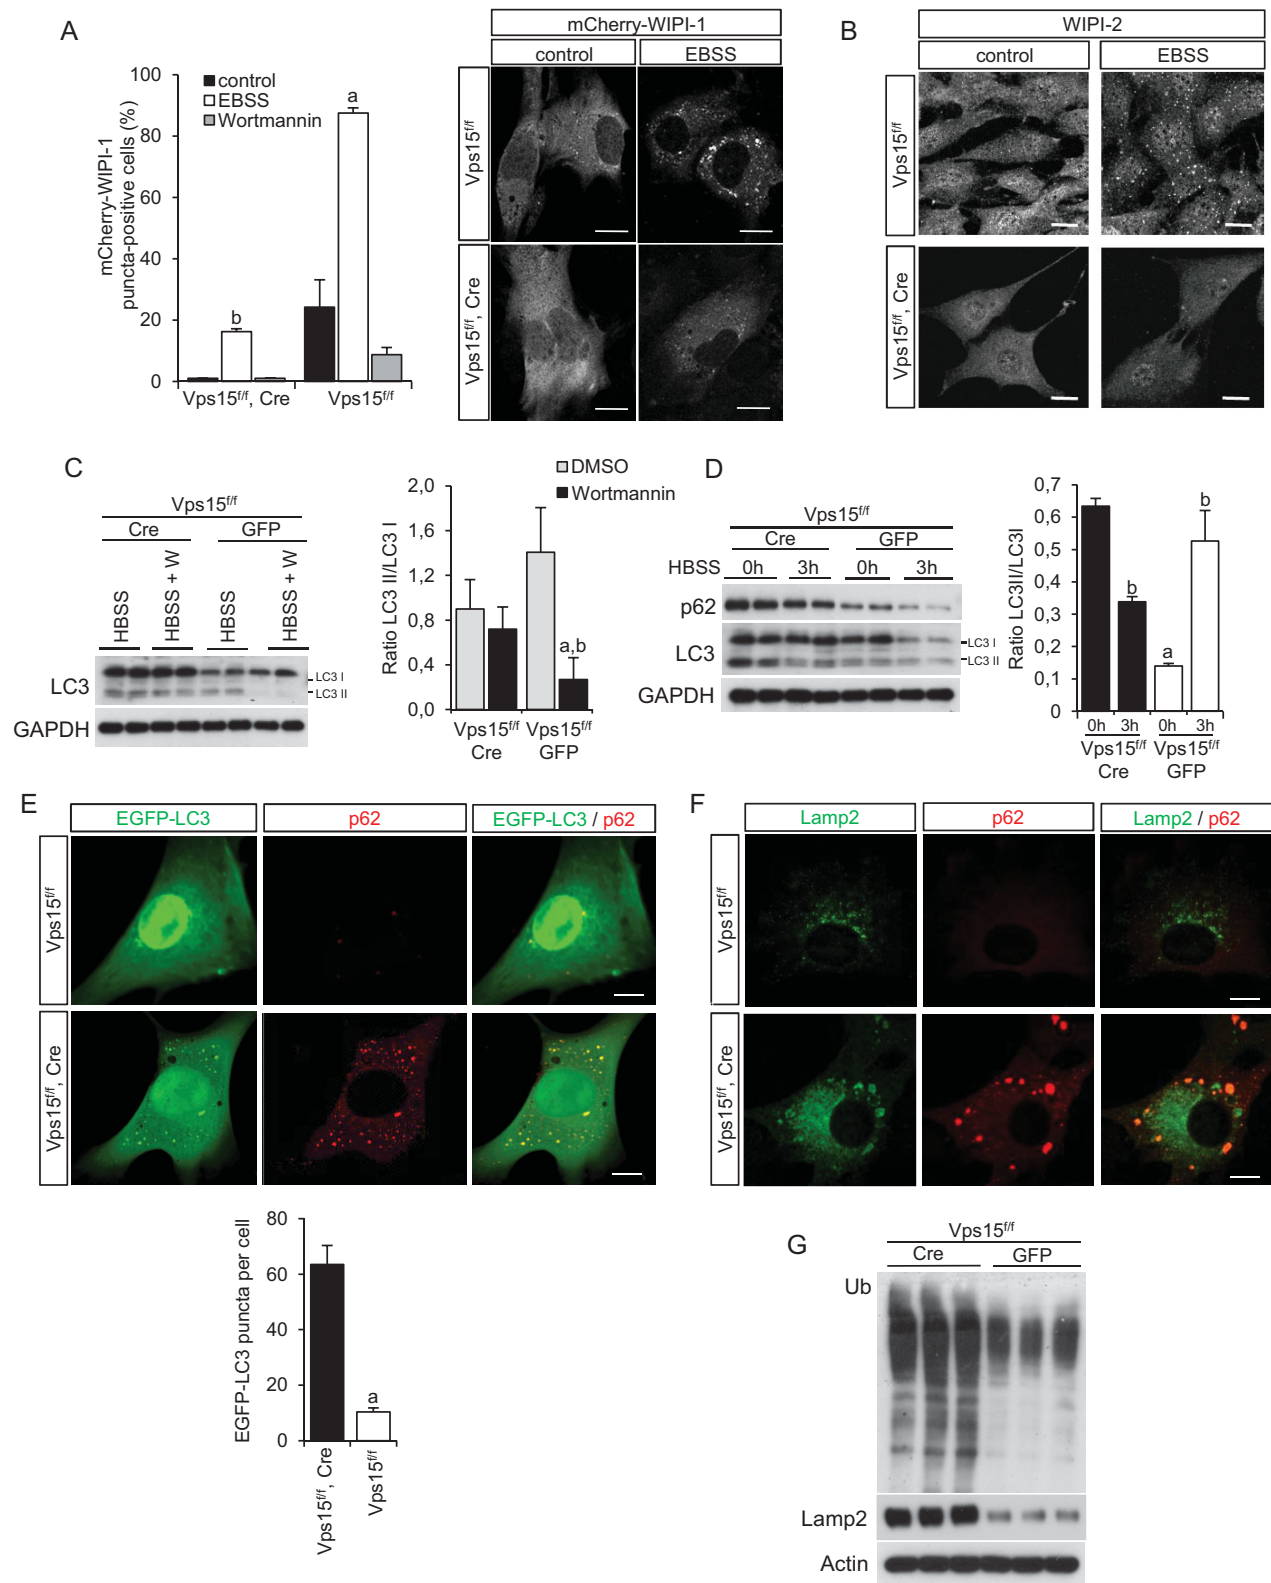 A
mCherry-WIPI-1 puncta-positive cells (%)
100
80
60
40
20
0
control
EBSS
Wortmannin
b
a
Vps15f/f, Cre
Vps15f/f
mCherry-WIPI-1
control
EBSS
Vps15f/f
Vps15f/f, Cre
B
WIPI-2
control
EBSS
Vps15f/f
Vps15f/f, Cre
C
Vps15f/f
Cre
GFP
HBSS
HBSS + W
HBSS
HBSS + W
LC3
LC3 I
LC3 II
GAPDH
DMSO
Wortmannin
Ratio LC3 II/LC3 I
2,0
1,6
1,2
0,8
0,4
0,0
a,b
Vps15f/f Vps15f/f
Cre GFP
D
Vps15f/f
Cre
GFP
HBSS
0h 3h 0h 3h
p62
LC3
LC3 I
LC3 II
GAPDH
Ratio LC3II/LC3I
0,7
0,6
0,5
0,4
0,3
0,2
0,1
0
b
a
b
0h 3h 0h 3h
Vps15f/f Vps15f/f
Cre GFP
E
EGFP-LC3
p62
EGFP-LC3 / p62
Vps15f/f
Vps15f/f, Cre
EGFP-LC3 puncta per cell
80
60
40
20
0
a
Vps15f/f, Cre
Vps15f/f
F
Lamp2
p62
Lamp2 / p62
Vps15f/f
Vps15f/f, Cre
G
Vps15f/f
Cre
GFP
Ub
Lamp2
Actin